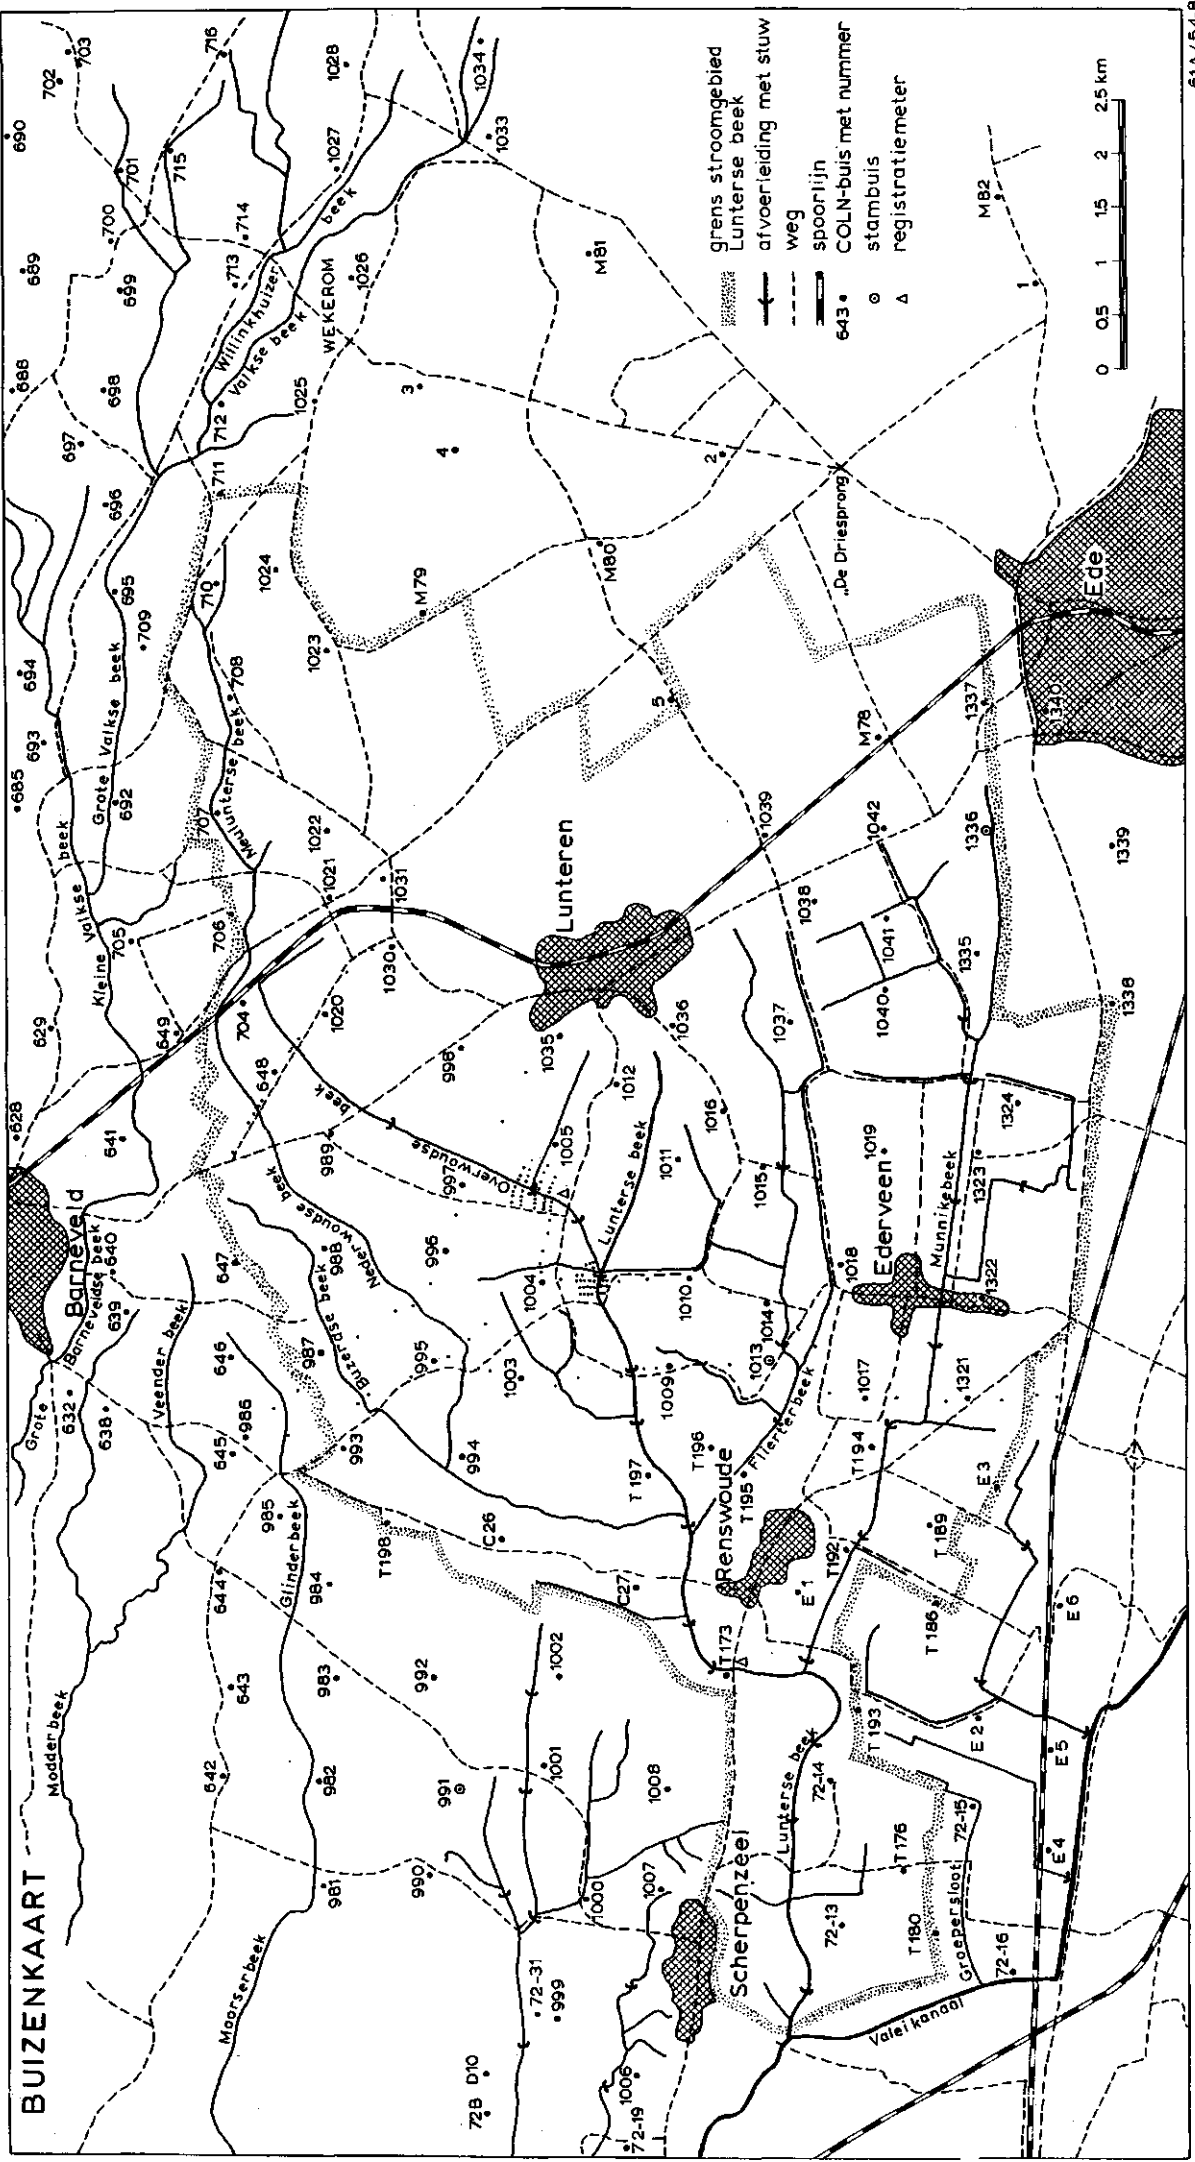 BUIZENKAART
grens stroomgebied
Lunterse beek
afvoerleiding met stuw
weg
spoorlijn
643 COLN-buis met nummer
stambuis
registratiemeter
0 0.5 1 1.5 2 2.5 km
Barneveld
Lunteren
Ede
Ederveen
Renswoude
Scherpenzeel
WEKEROM
„De Driesprong”
Modderbeek
Moorserbeek
Glinderbeek
Veender beek
Grote
Barneveldse beek
Kleine Valkse beek
Grote Valkse beek
Willinkhuizer beek
Valkse beek
Meulunterse beek
Buzerdse beek
Nederwoudse beek
Overwoudse beek
Lunterse beek
Flierterbeek
Munnikebeek
Lunterse beek
Groepersloot
Valeikanaal
628
629
685
688
689
690
693
694
697
702
703
632
638
639
640
641
649
705
692
709
695
696
698
699
700
701
715
716
642
643
644
645
986
646
647
648
704
706
707
708
710
711
712
713
714
981
982
983
984
985
993
987
988
989
1020
1021
1022
1023
1024
1025
1026
1027
1028
990
991
992
T198
994
995
996
997
998
1030
1031
M79
3
4
72B
D10
72-31
999
1001
1002
C26
1003
1004
1005
1035
1033
1034
72-19
1006
1000
1007
1008
C27
T197
1009
1010
1011
1012
1036
M80
M81
5
2
T173
T195
T196
1013
1014
1015
1016
1037
1038
1039
72-13
72-14
E1
T192
T193
T194
1017
1018
1019
1040
1041
1042
M78
T176
T180
T186
T189
72-15
72-16
E2
E3
1321
1322
1323
1324
1335
1336
1337
1338
1339
1340
E4
E5
E6
M82
1